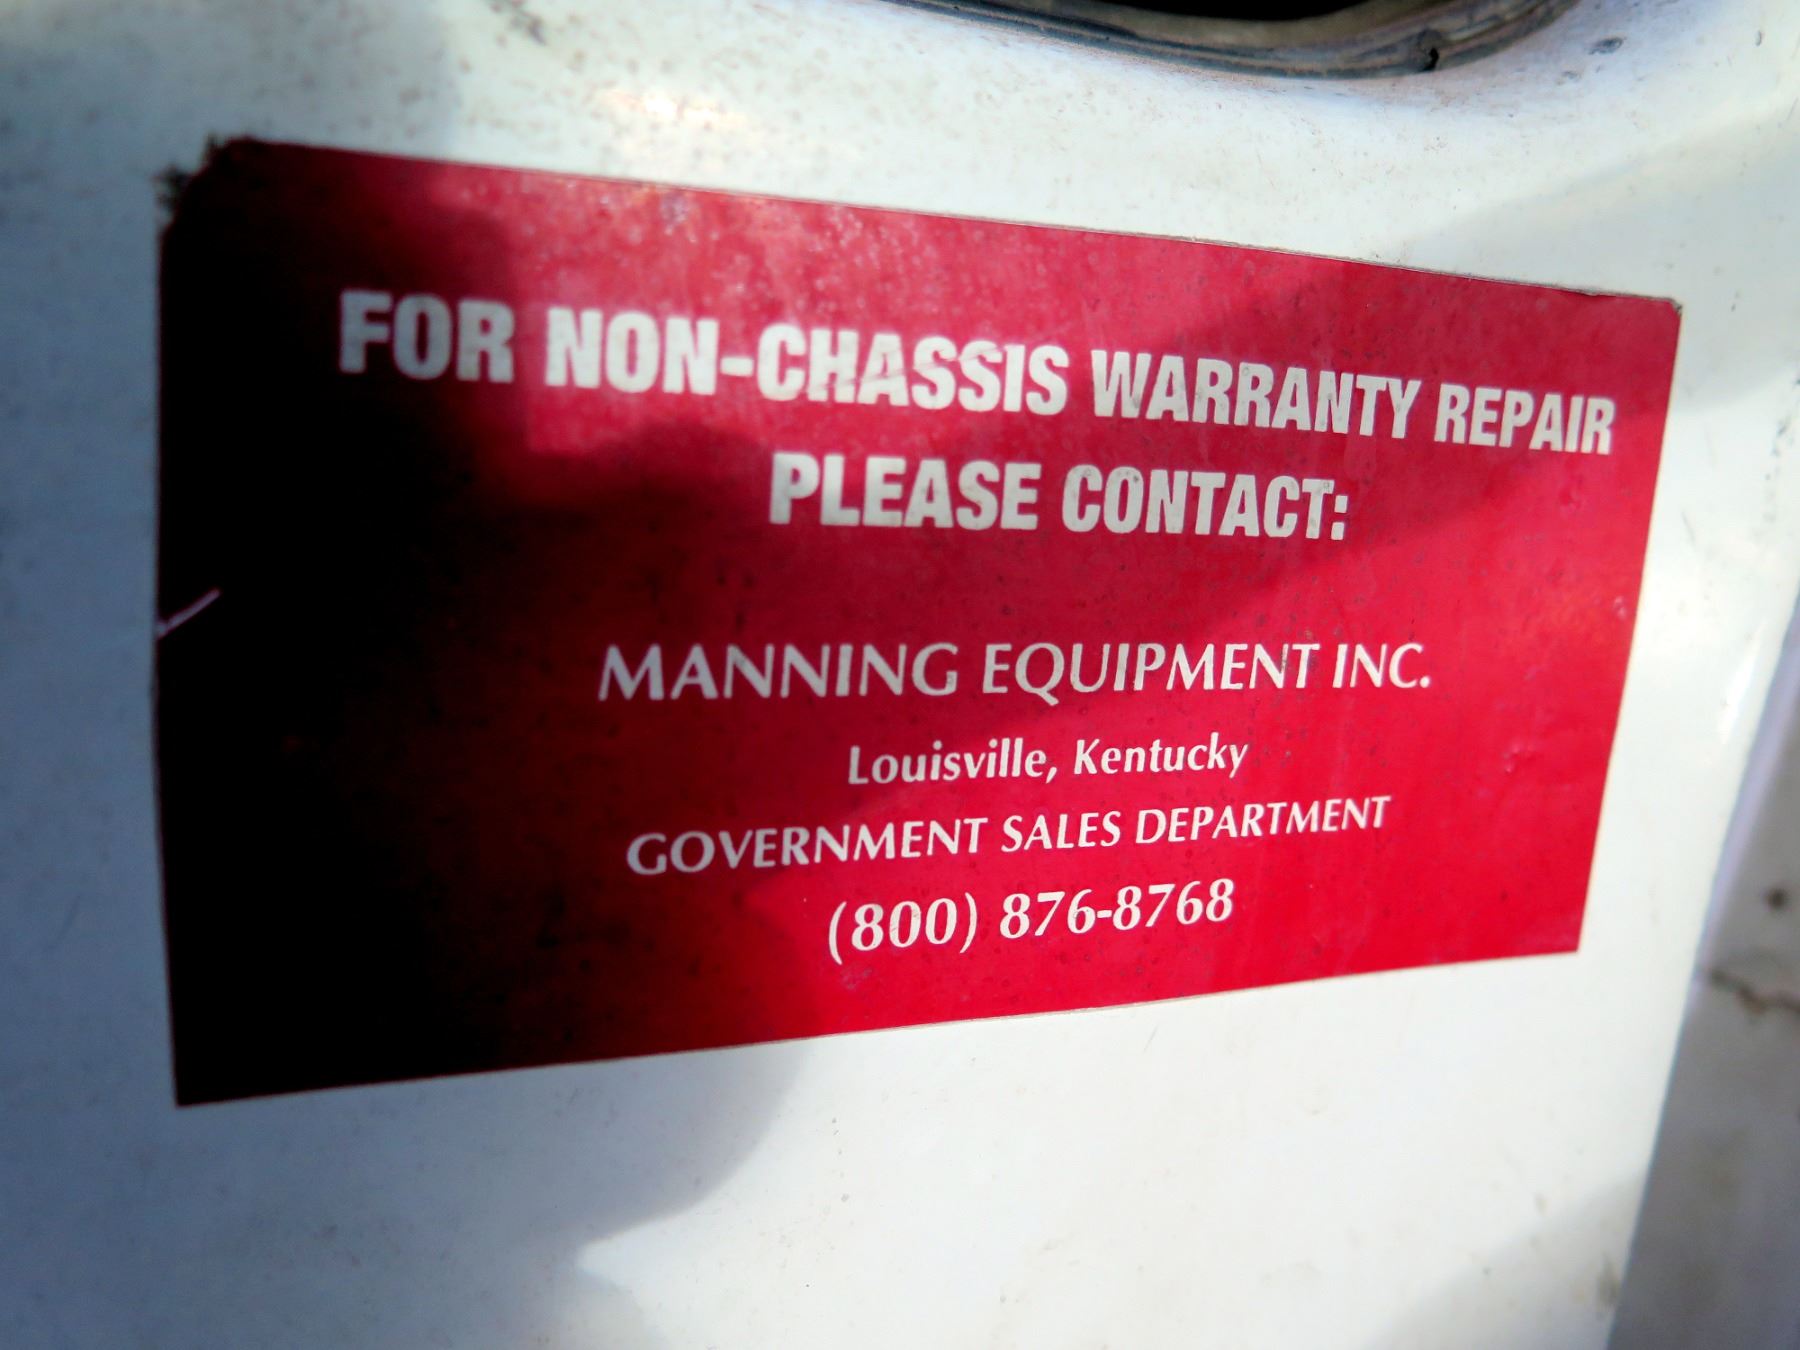 FOR NON-CHASSIS WARRANTY REPAIR
PLEASE CONTACT:
MANNING EQUIPMENT INC.
Louisville, Kentucky
GOVERNMENT SALES DEPARTMENT
(800) 876-8768